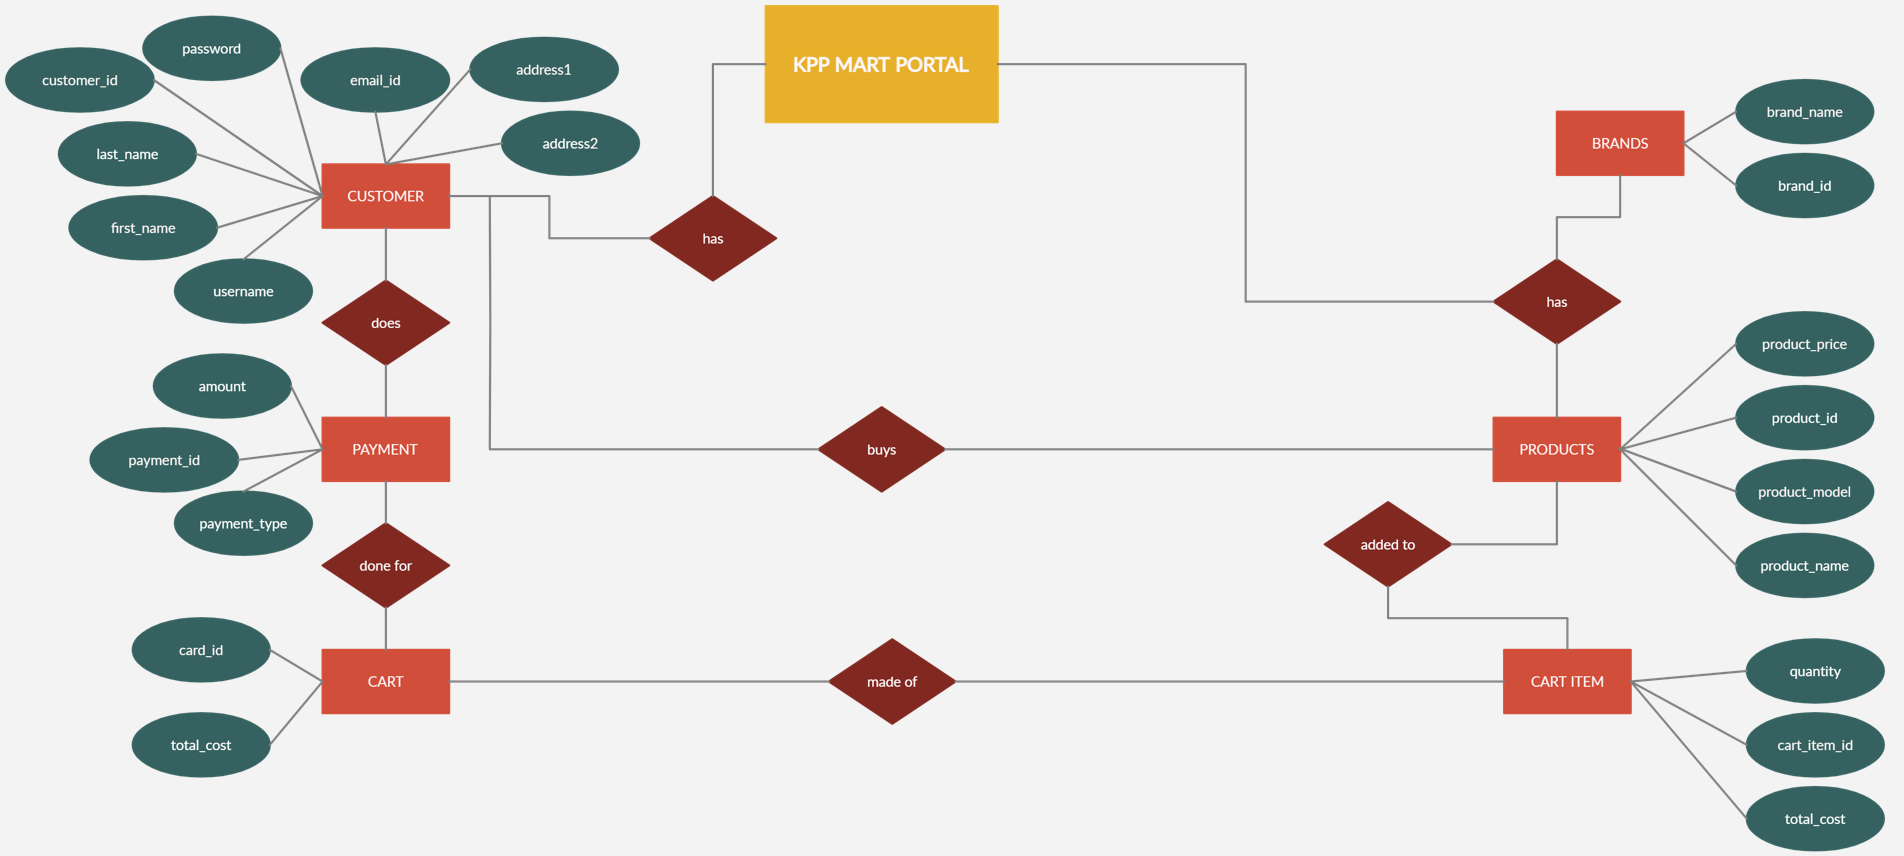 password
customer_id
email_id
address1
KPP MART PORTAL
last_name
address2
CUSTOMER
first_name
has
username
does
BRANDS
brand_name
brand_id
has
amount
PAYMENT
payment_id
payment_type
buys
PRODUCTS
product_price
product_id
product_model
product_name
done for
added to
card_id
CART
total_cost
made of
CART ITEM
quantity
cart_item_id
total_cost